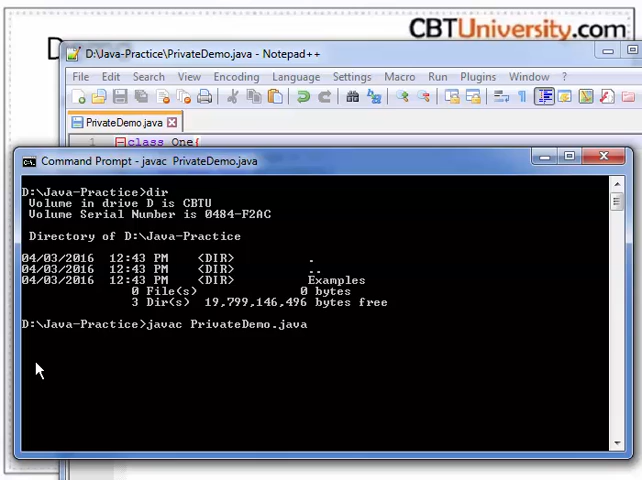 CBTUniversity.com
D:\Java-Practice\PrivateDemo.java - Notepad++
File Edit Search View Encoding Language Settings Macro Run Plugins Window ?
PrivateDemo.java
1 class One{
Command Prompt - javac PrivateDemo.java
D:\Java-Practice>dir
Volume in drive D is CBTU
Volume Serial Number is 0484-F2AC
Directory of D:\Java-Practice
04/03/2016 12:43 PM <DIR> .
04/03/2016 12:43 PM <DIR> ..
04/03/2016 12:43 PM <DIR> Examples
0 File(s) 0 bytes
3 Dir(s) 19,799,146,496 bytes free
D:\Java-Practice>javac PrivateDemo.java